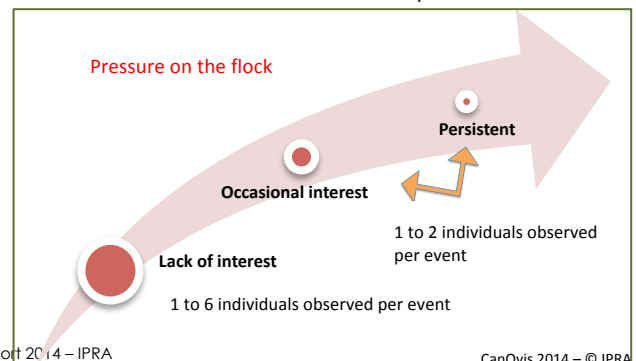 Pressure on the flock
Persistent
Occasional interest
1 to 2 individuals observed
per event
Lack of interest
1 to 6 individuals observed per event
2014 – IPRA
CanOvis 2014 – © IPRA